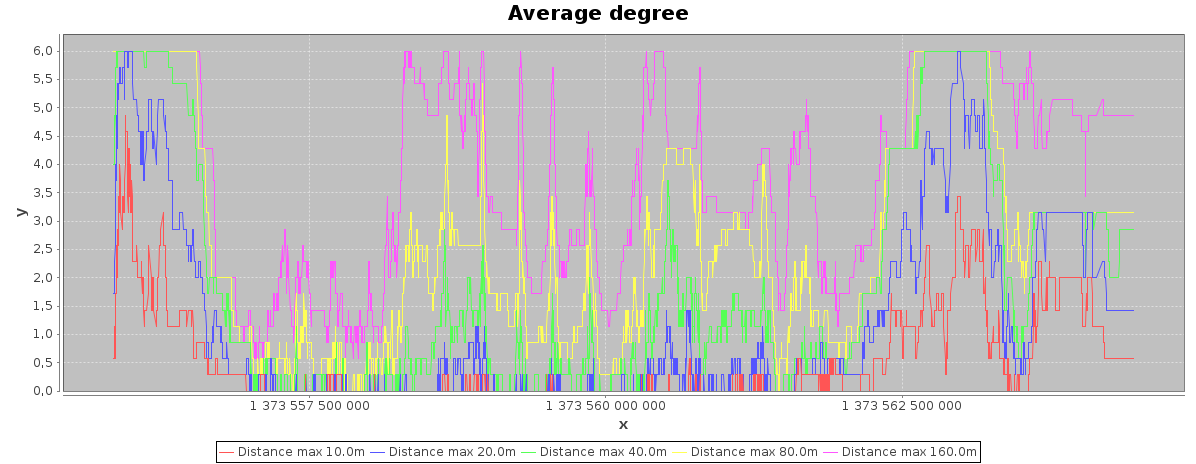 Average degree
6,0
5,5
5,0
4,5
4,0
3,5
3,0
2,5
2,0
1,5
1,0
0,5
0,0
y
1 373 557 500 000 1 373 560 000 000 1 373 562 500 000
x
Distance max 10.0m Distance max 20.0m Distance max 40.0m Distance max 80.0m Distance max 160.0m